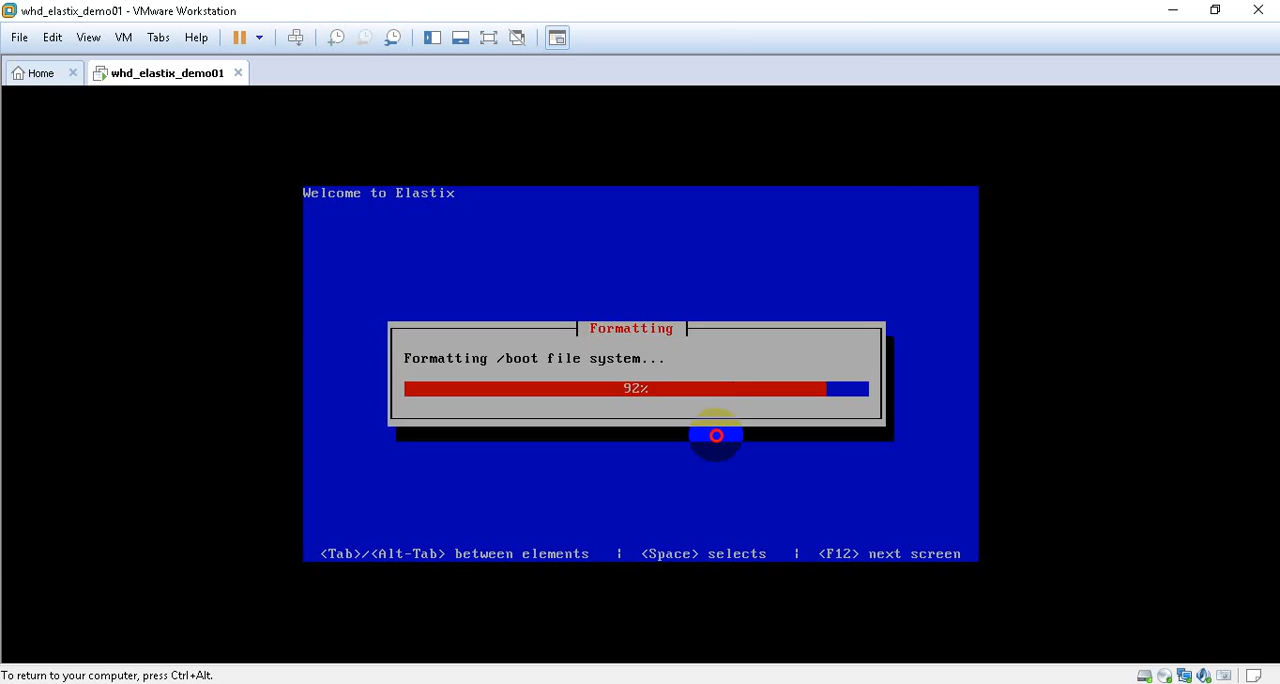 whd_elastix_demo01 - VMware Workstation
File Edit View VM Tabs Help
Home whd_elastix_demo01
Welcome to Elastix
Formatting
Formatting /boot file system...
92%
<Tab>/<Alt-Tab> between elements | <Space> selects | <F12> next screen
To return to your computer, press Ctrl+Alt.